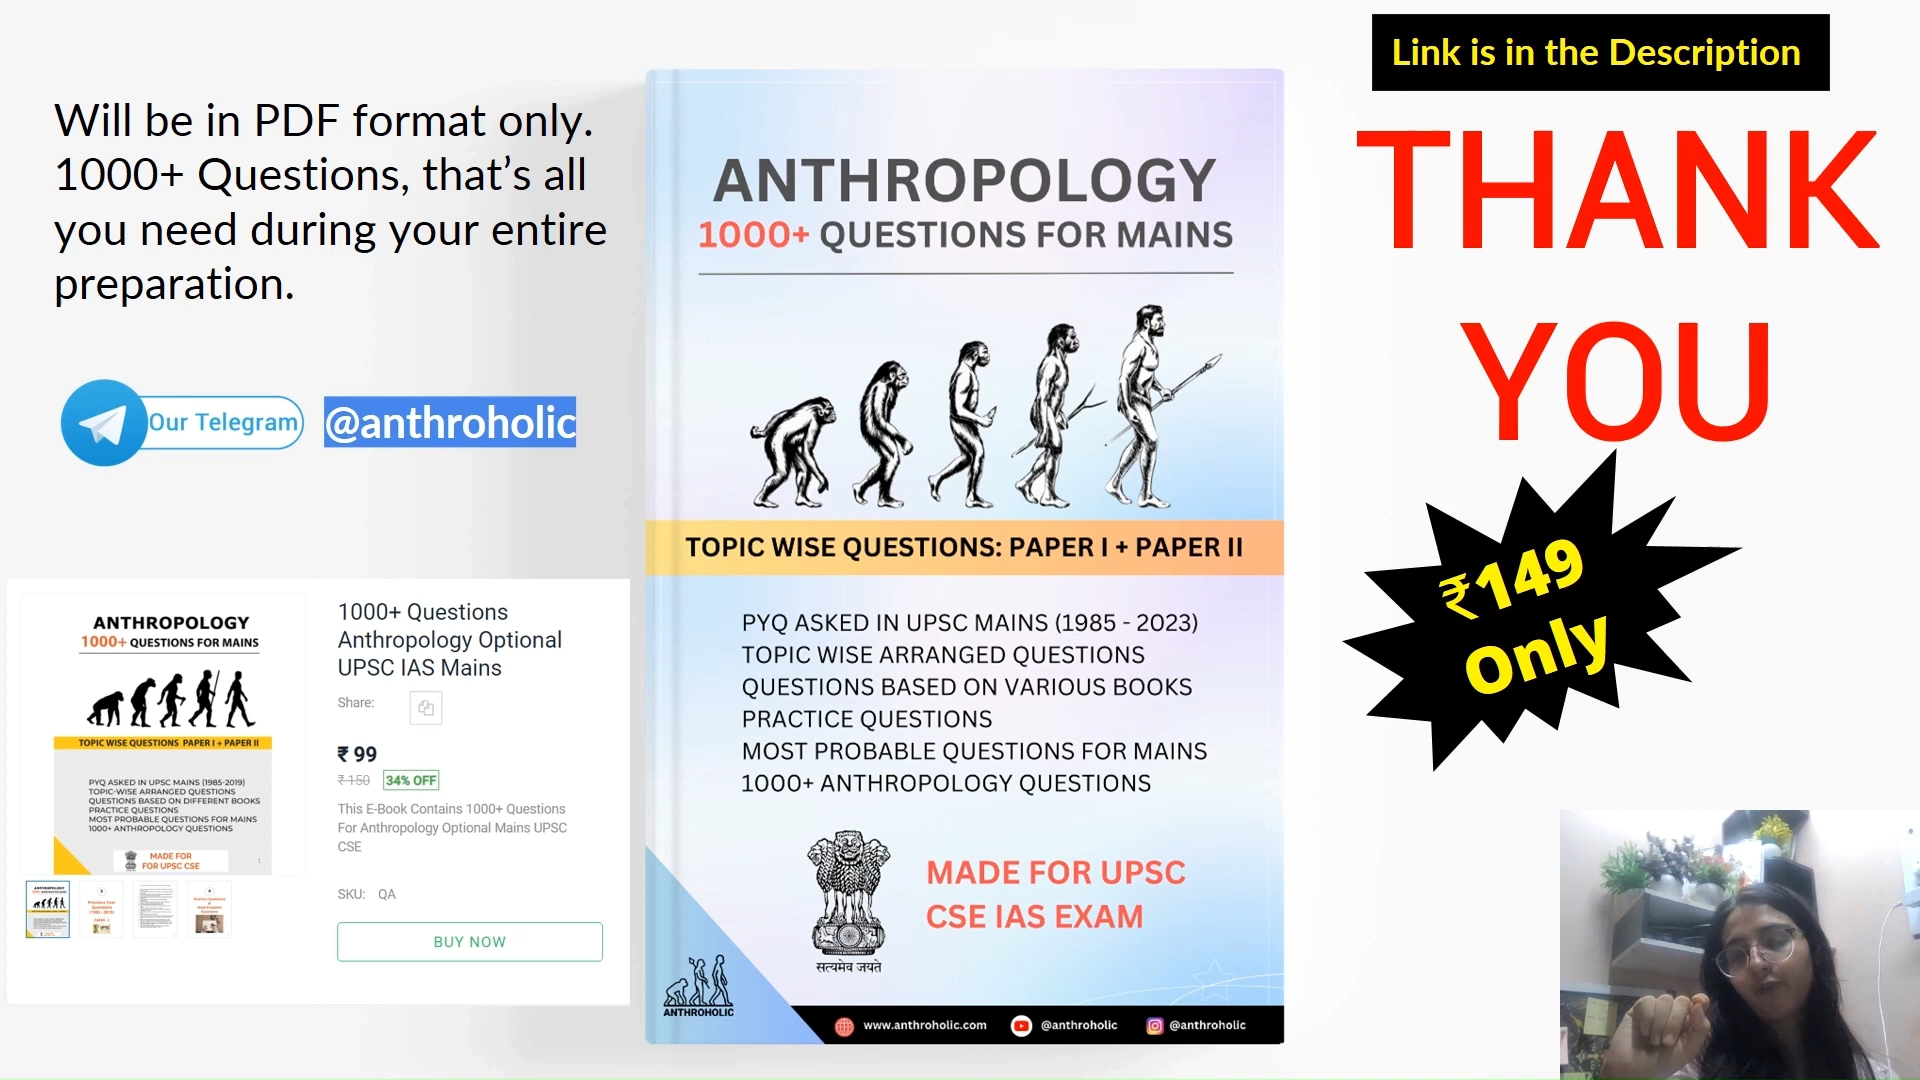 Link is in the Description
THANK
YOU
₹149
Only
Will be in PDF format only.
1000+ Questions, that's all
you need during your entire
preparation.
Our Telegram
@anthroholic
ANTHROPOLOGY
1000+ QUESTIONS FOR MAINS
TOPIC WISE QUESTIONS: PAPER I + PAPER II
PYQ ASKED IN UPSC MAINS (1985 - 2023)
TOPIC WISE ARRANGED QUESTIONS
QUESTIONS BASED ON VARIOUS BOOKS
PRACTICE QUESTIONS
MOST PROBABLE QUESTIONS FOR MAINS
1000+ ANTHROPOLOGY QUESTIONS
सत्यमेव जयते
MADE FOR UPSC
CSE IAS EXAM
ANTHROHOLIC
www.anthroholic.com
@anthroholic
@anthroholic
ANTHROPOLOGY
1000+ QUESTIONS FOR MAINS
TOPIC WISE QUESTIONS PAPER I + PAPER II
PYQ ASKED IN UPSC MAINS (1985-2019)
TOPIC-WISE ARRANGED QUESTIONS
QUESTIONS BASED ON DIFFERENT BOOKS
PRACTICE QUESTIONS
MOST PROBABLE QUESTIONS FOR MAINS
1000+ ANTHROPOLOGY QUESTIONS
MADE FOR
FOR UPSC CSE
1000+ Questions
Anthropology Optional
UPSC IAS Mains
Share:
₹ 99
₹ 150
34% OFF
This E-Book Contains 1000+ Questions
For Anthropology Optional Mains UPSC
CSE
SKU: QA
BUY NOW